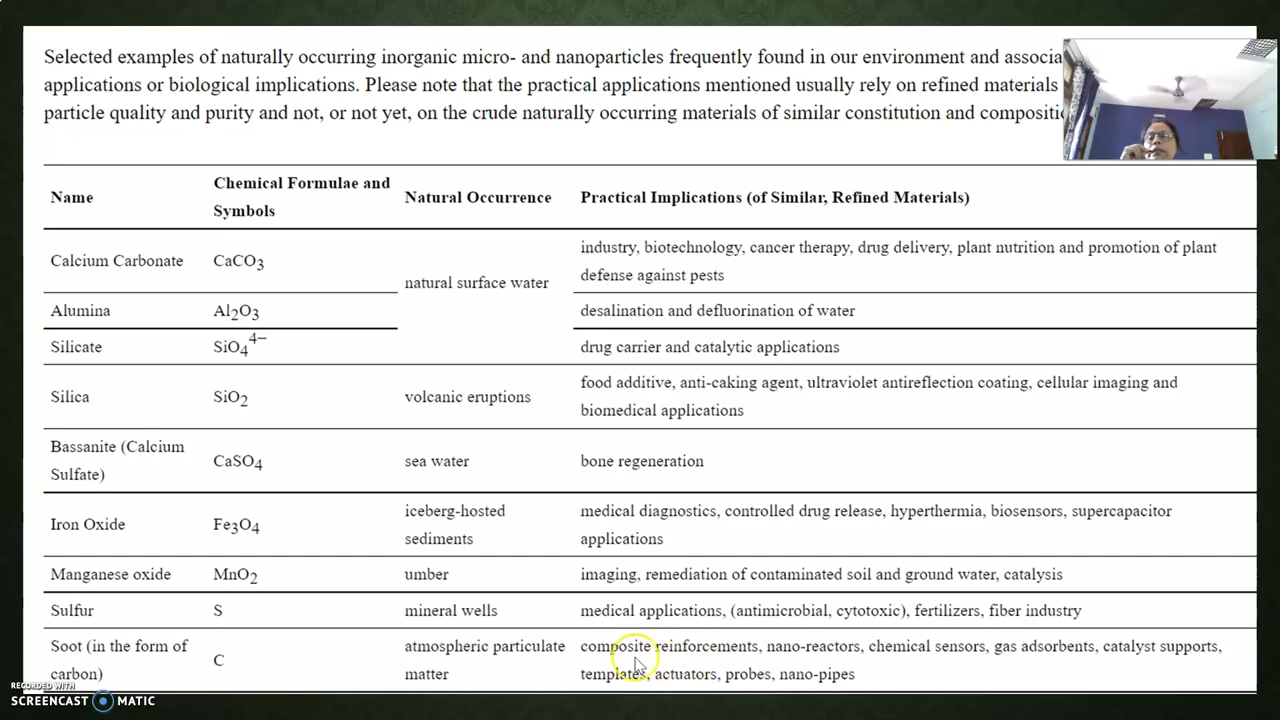 Selected examples of naturally occurring inorganic micro- and nanoparticles frequently found in our environment and
applications or biological implications. Please note that the practical applications mentioned usually rely on refined materials
particle quality and purity and not, or not yet, on the crude naturally occurring materials of similar constitution and
Name
Chemical Formulae and
Symbols
Natural Occurrence
Practical Implications (of Similar, Refined Materials)
Calcium Carbonate
CaCO3
natural surface water
industry, biotechnology, cancer therapy, drug delivery, plant nutrition and promotion of plant
defense against pests
Alumina
Al2O3
desalination and defluorination of water
Silicate
SiO4 4−
drug carrier and catalytic applications
Silica
SiO2
volcanic eruptions
food additive, anti-caking agent, ultraviolet antireflection coating, cellular imaging and
biomedical applications
Bassanite (Calcium
Sulfate)
CaSO4
sea water
bone regeneration
Iron Oxide
Fe3O4
iceberg-hosted
sediments
medical diagnostics, controlled drug release, hyperthermia, biosensors, supercapacitor
applications
Manganese oxide
MnO2
umber
imaging, remediation of contaminated soil and ground water, catalysis
Sulfur
S
mineral wells
medical applications, (antimicrobial, cytotoxic), fertilizers, fiber industry
Soot (in the form of
carbon)
C
atmospheric particulate
matter
composite reinforcements, nano-reactors, chemical sensors, gas adsorbents, catalyst supports,
templates, actuators, probes, nano-pipes
RECORDED WITH
SCREENCAST MATIC